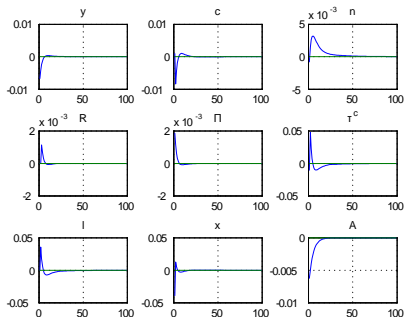 y c n
0.01 0.01 5 x 10 -3
0 0 0
-0.01 -0.01 -5
0 50 100 0 50 100 0 50 100
R Π τ c
2 x 10 -3 2 x 10 -3 0.05
0 0 0
-2 -2 -0.05
0 50 100 0 50 100 0 50 100
I x A
0.05 0.05 0
0 0 -0.005
-0.05 -0.05 -0.01
0 50 100 0 50 100 0 50 100